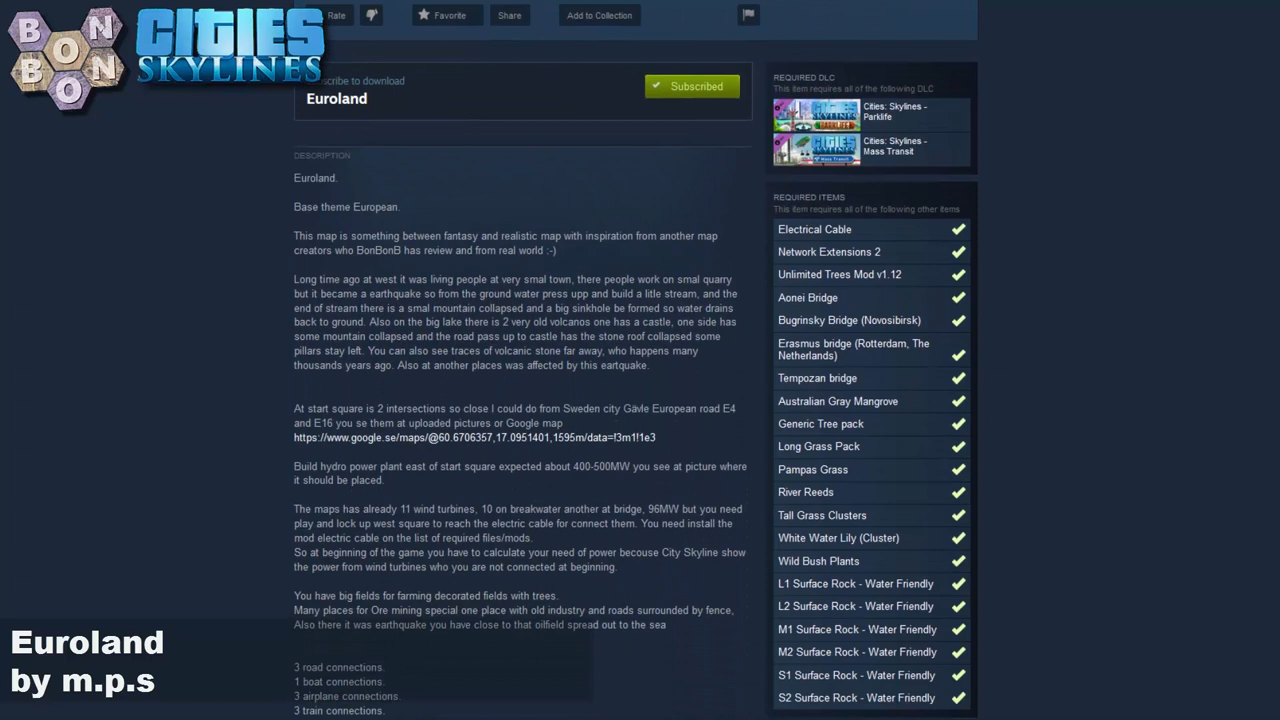 BON
BON
CITIES
SKYLINES
Rate
Favorite
Share
Add to Collection
to download
Euroland
Subscribed
DESCRIPTION
Euroland.
Base theme European.
This map is something between fantasy and realistic map with inspiration from another map
creators who BonBonB has review and from real world :-)
Long time ago at west it was living people at very smal town, there people work on smal quarry
but it became a earthquake so from the ground water press upp and build a litle stream, and the
end of stream there is a smal mountain collapsed and a big sinkhole be formed so water drains
back to ground. Also on the big lake there is 2 very old volcanos one has a castle, one side has
some mountain collapsed and the road pass up to castle has the stone roof collapsed some
pillars stay left. You can also see traces of volcanic stone far away, who happens many
thousands years ago. Also at another places was affected by this eartquake.
At start square is 2 intersections so close I could do from Sweden city Gävle European road E4
and E16 you se them at uploaded pictures or Google map
https://www.google.se/maps/@60.6706357,17.0951401,1595m/data=!3m1!1e3
Build hydro power plant east of start square expected about 400-500MW you see at picture where
it should be placed.
The maps has already 11 wind turbines, 10 on breakwater another at bridge, 96MW but you need
play and lock up west square to reach the electric cable for connect them. You need install the
mod electric cable on the list of required files/mods.
So at beginning of the game you have to calculate your need of power becouse City Skyline show
the power from wind turbines who you are not connected at beginning.
You have big fields for farming decorated fields with trees.
Many places for Ore mining special one place with old industry and roads surrounded by fence,
Also there it was earthquake you have close to that oilfield spread out to the sea
3 road connections.
1 boat connections.
3 airplane connections.
3 train connections.
REQUIRED DLC
This item requires all of the following DLC
Cities: Skylines -
Parklife
Cities: Skylines -
Mass Transit
REQUIRED ITEMS
This item requires all of the following other items
Electrical Cable
Network Extensions 2
Unlimited Trees Mod v1.12
Aonei Bridge
Bugrinsky Bridge (Novosibirsk)
Erasmus bridge (Rotterdam, The
Netherlands)
Tempozan bridge
Australian Gray Mangrove
Generic Tree pack
Long Grass Pack
Pampas Grass
River Reeds
Tall Grass Clusters
White Water Lily (Cluster)
Wild Bush Plants
L1 Surface Rock - Water Friendly
L2 Surface Rock - Water Friendly
M1 Surface Rock - Water Friendly
M2 Surface Rock - Water Friendly
S1 Surface Rock - Water Friendly
S2 Surface Rock - Water Friendly
Euroland
by m.p.s